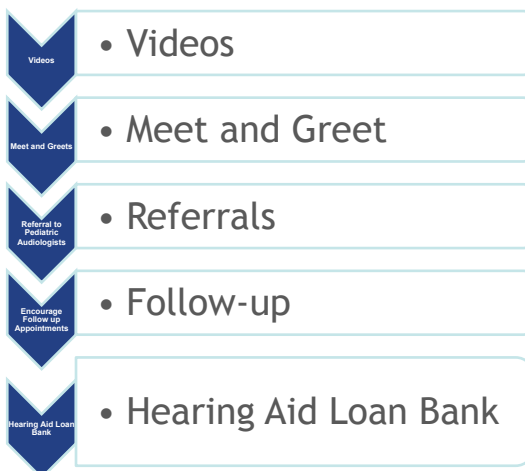 Videos
• Videos
Meet and Greets
• Meet and Greet
Referral to
Pediatric
Audiologists
• Referrals
Encourage
Follow up
Appointments
• Follow-up
Hearing Aid Loan
Bank
• Hearing Aid Loan Bank